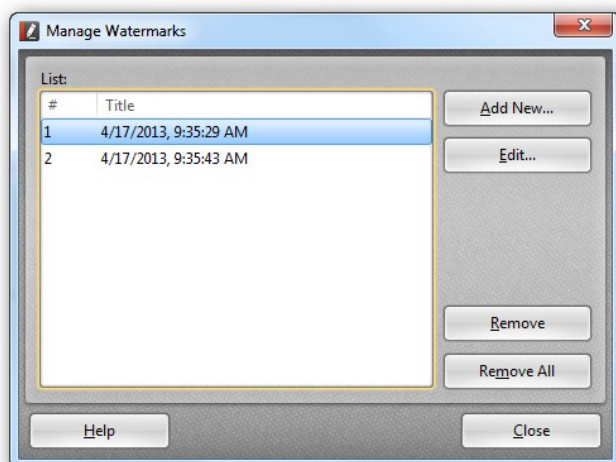 Manage Watermarks
List:
# Title
1 4/17/2013, 9:35:29 AM
2 4/17/2013, 9:35:43 AM
Add New...
Edit...
Remove
Remove All
Help
Close